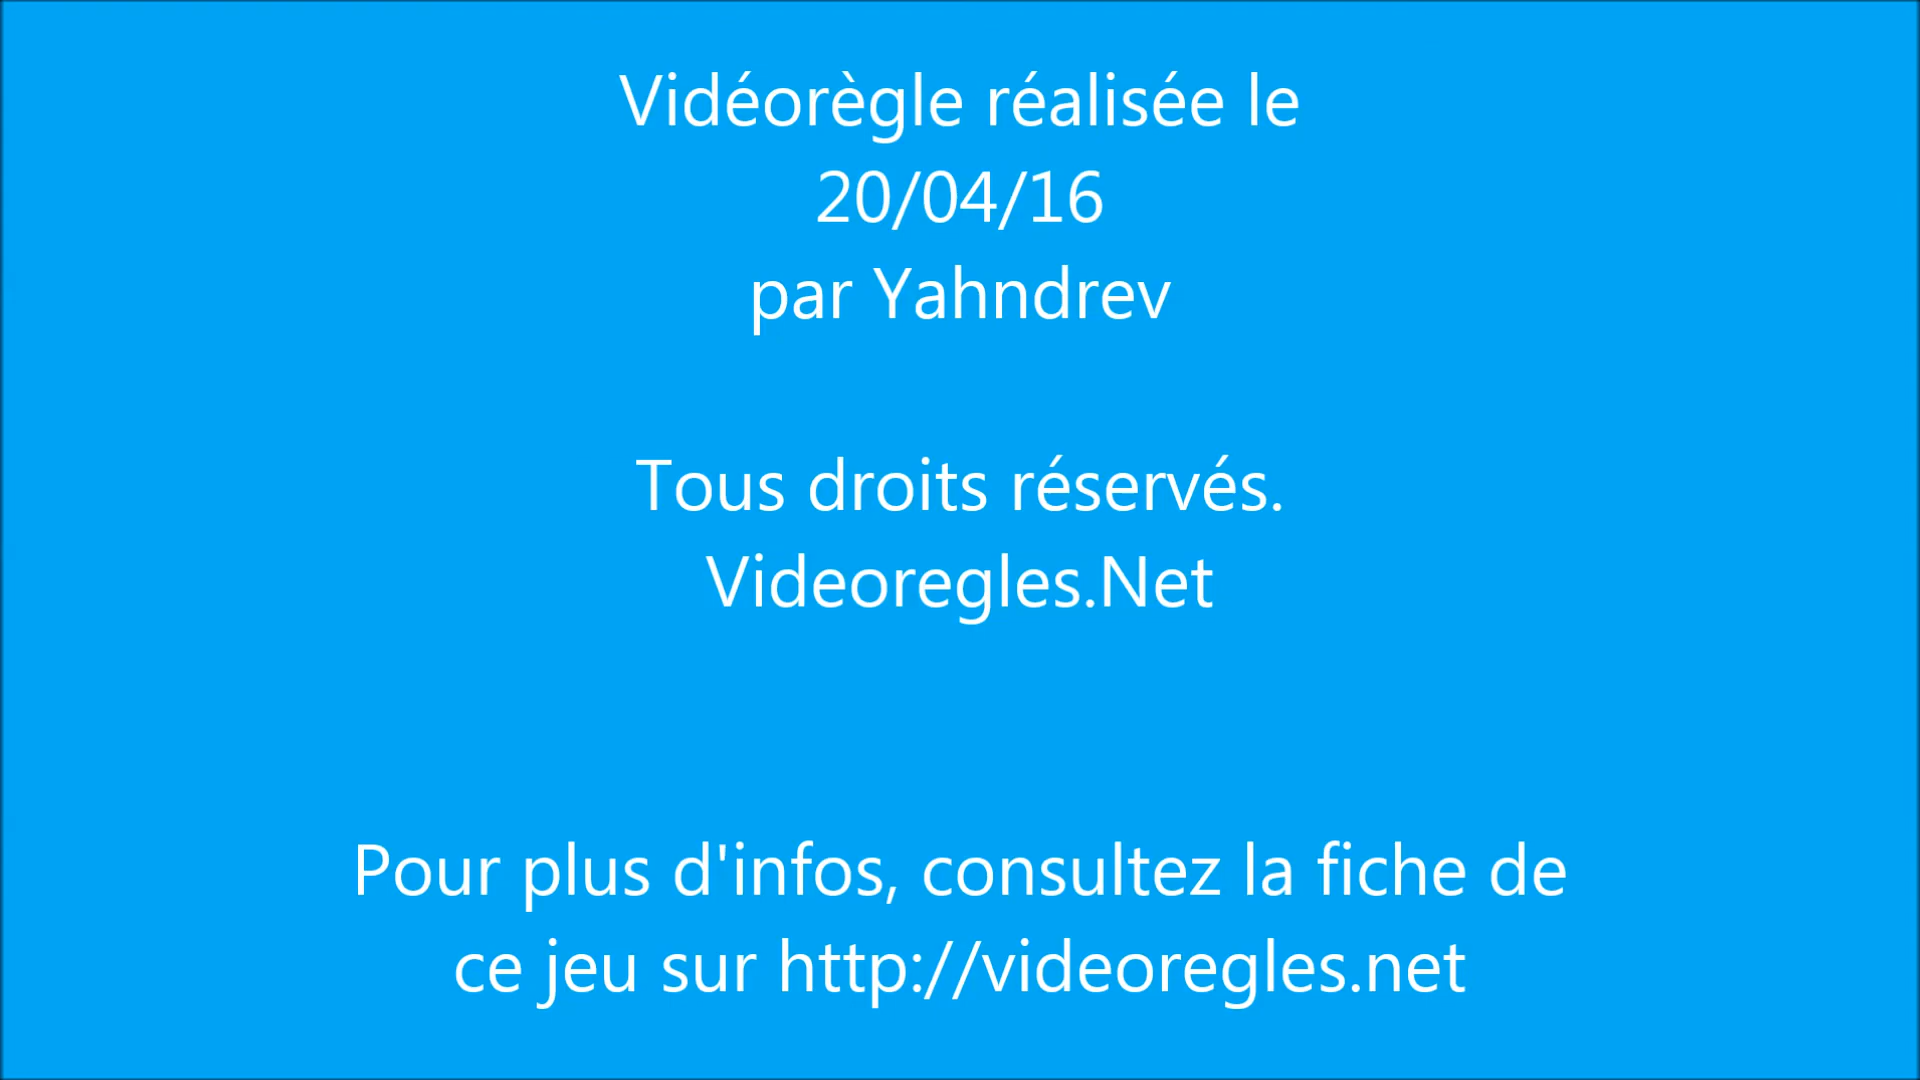 Vidéorègle réalisée le
20/04/16
par Yahndrev
Tous droits réservés.
Videoregles.Net
Pour plus d'infos, consultez la fiche de
ce jeu sur http://videoregles.net